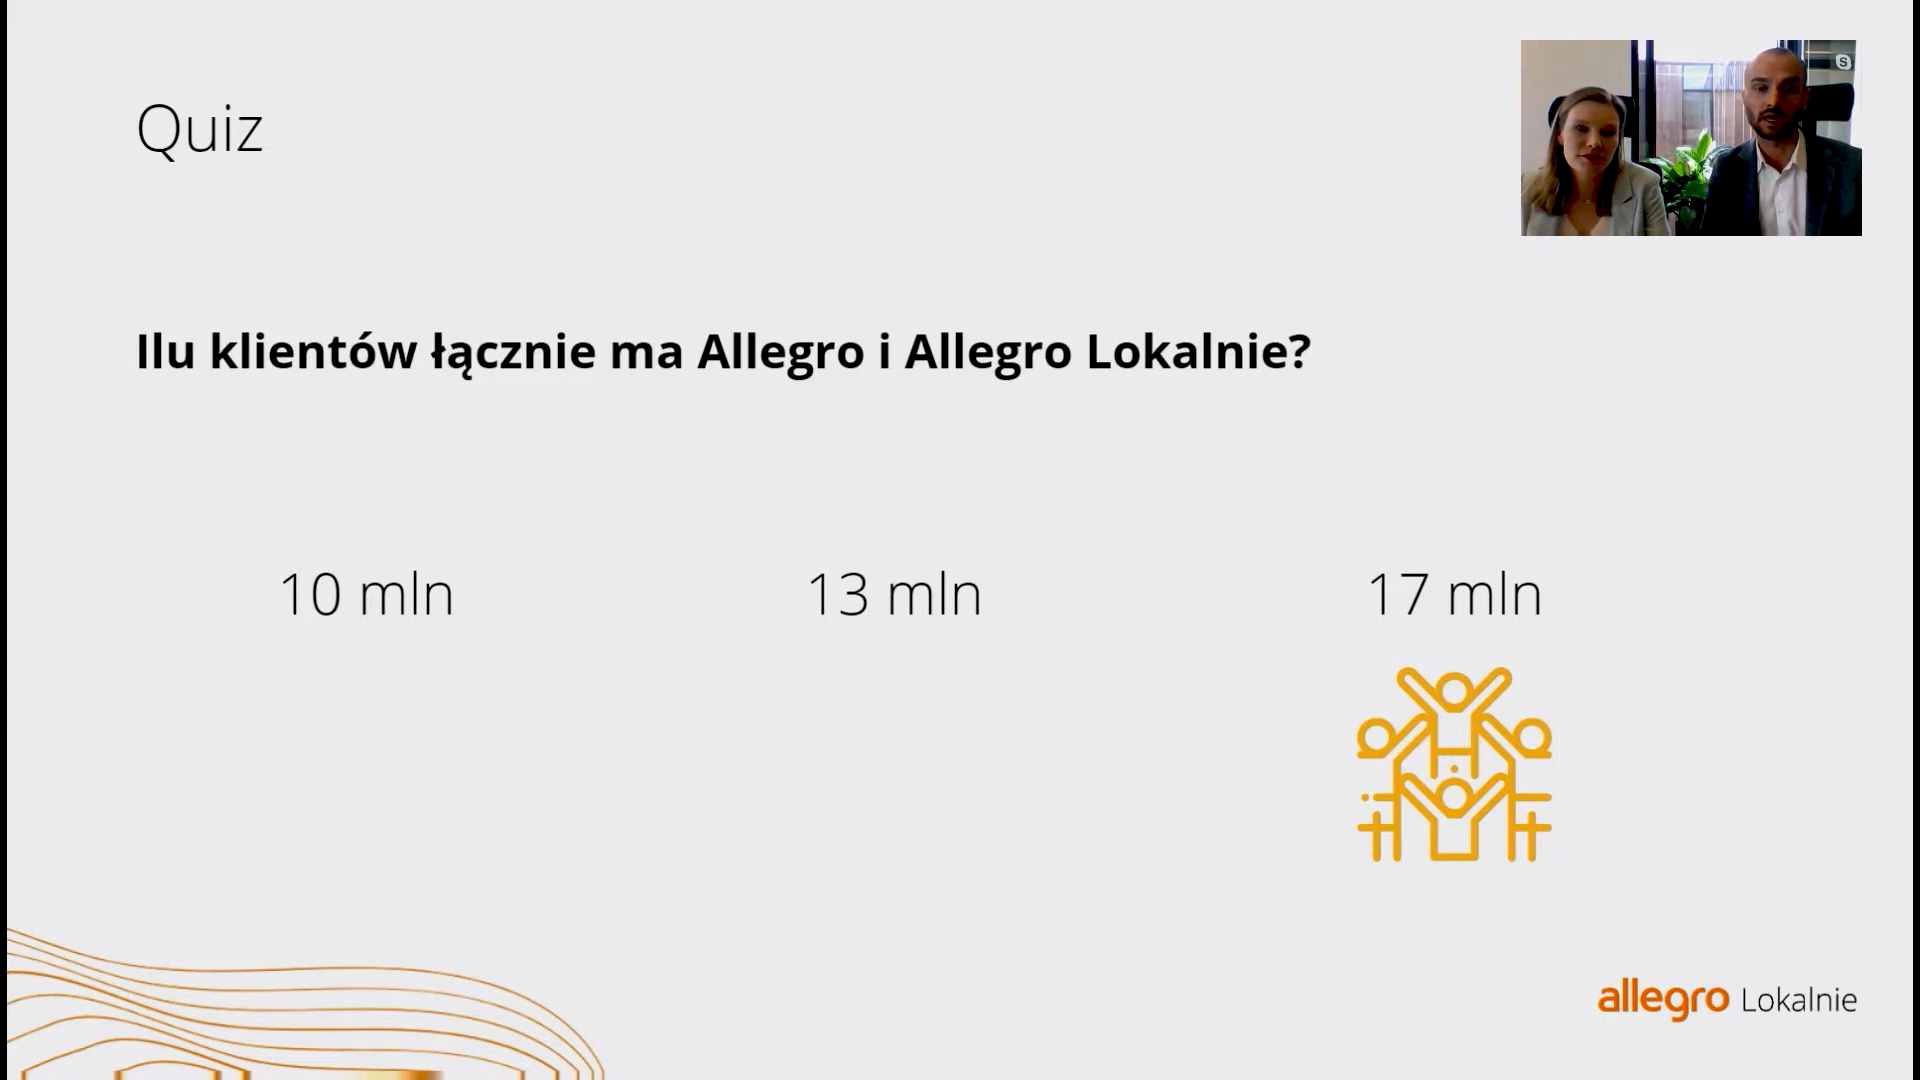 Quiz
Ilu klientów łącznie ma Allegro i Allegro Lokalnie?
10 mln
13 mln
17 mln
allegro Lokalnie